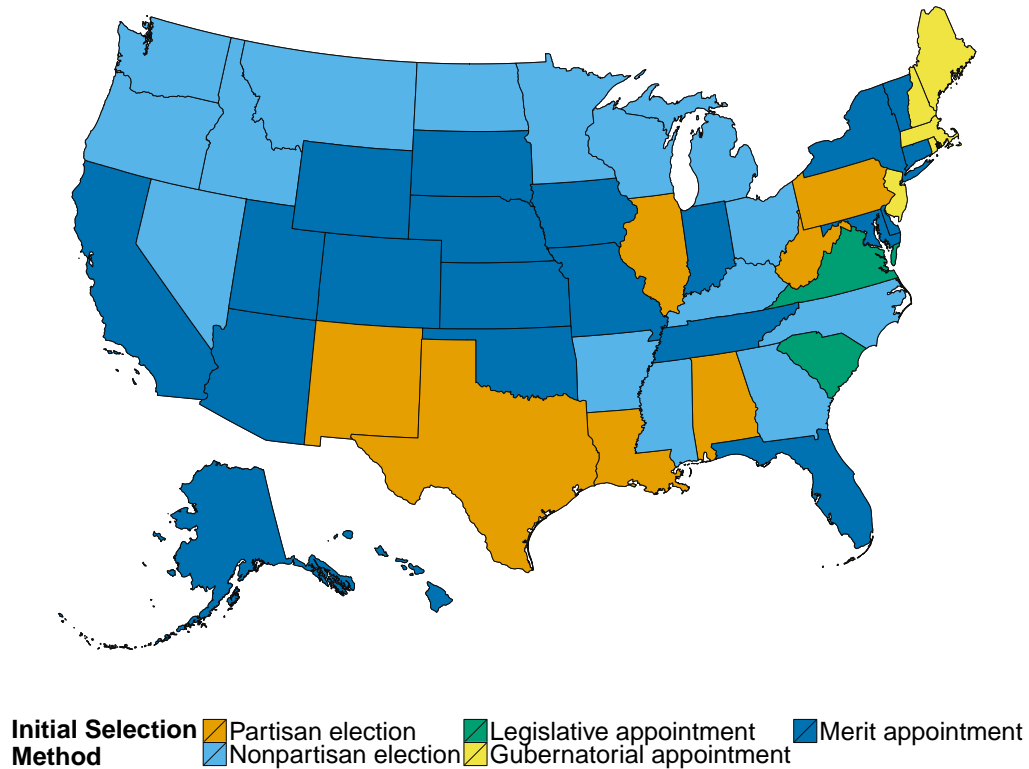 Initial Selection
Method
Partisan election
Nonpartisan election
Legislative appointment
Gubernatorial appointment
Merit appointment